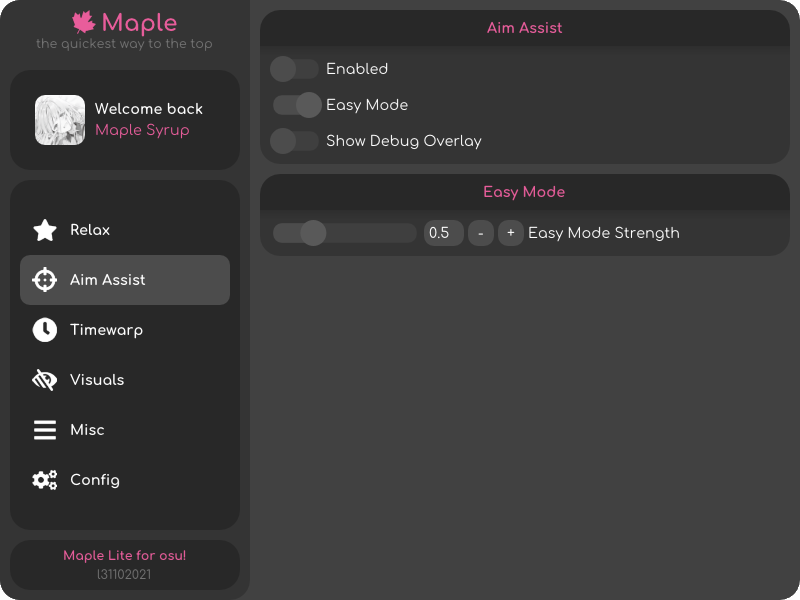 Maple
the quickest way to the top
Welcome back
Maple Syrup
Relax
Aim Assist
Timewarp
Visuals
Misc
Config
Maple Lite for osu!
l31102021
Aim Assist
Enabled
Easy Mode
Show Debug Overlay
Easy Mode
0.5 - + Easy Mode Strength